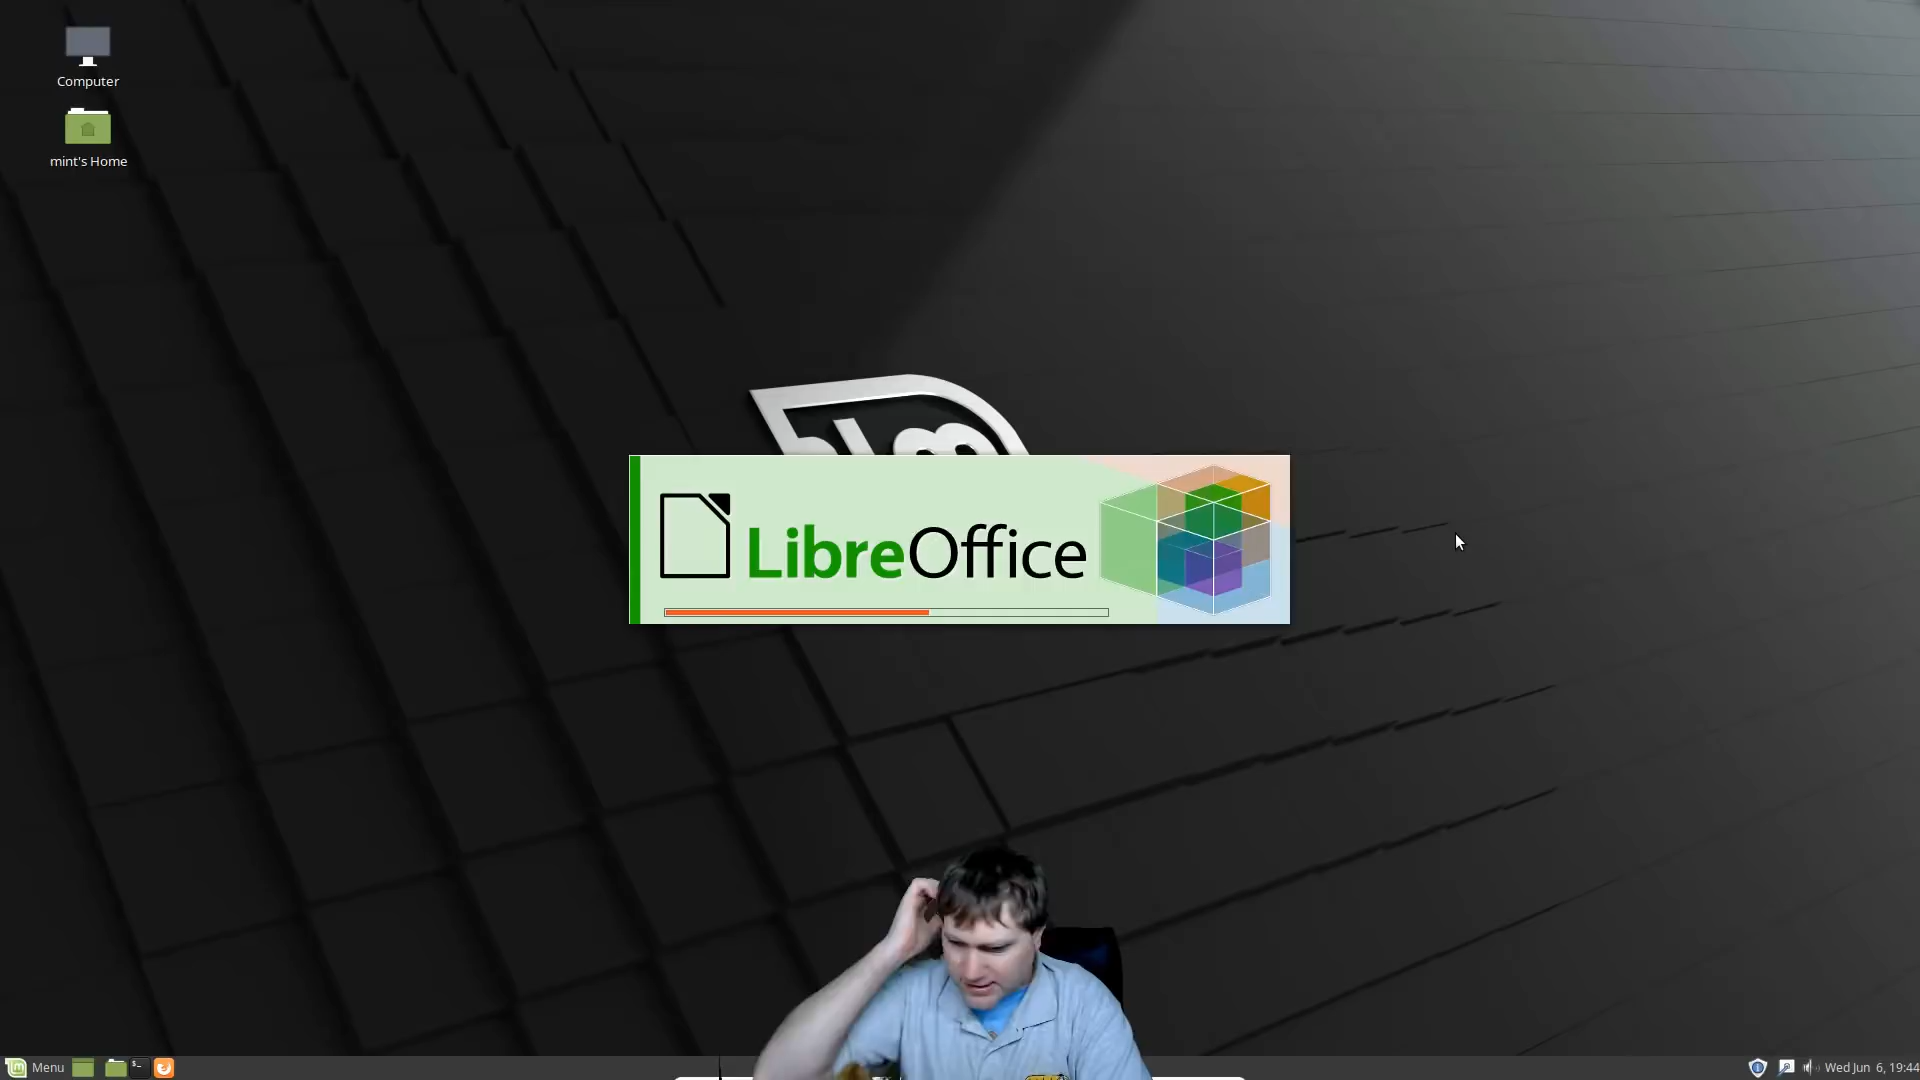 Computer
mint's Home
LibreOffice
Menu
Wed Jun 6, 19:44